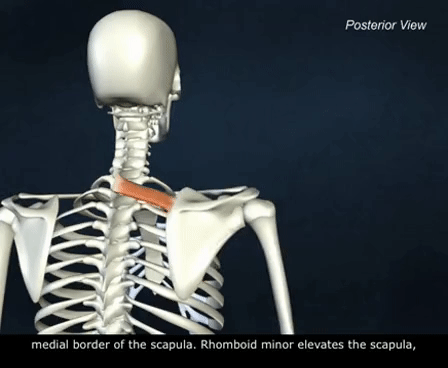 Posterior View
medial border of the scapula. Rhomboid minor elevates the scapula,